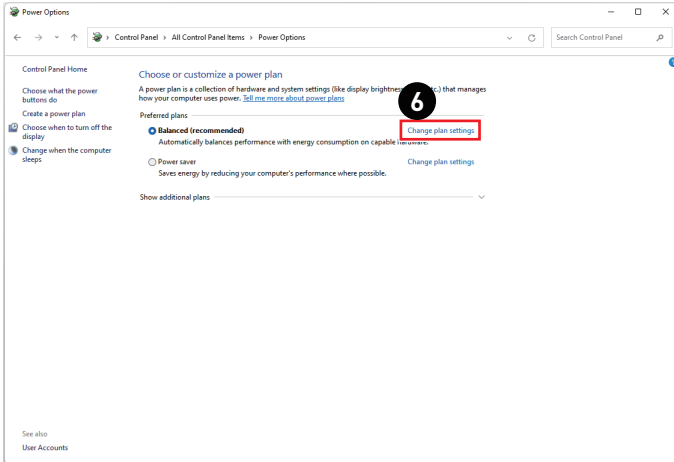 Power Options
Control Panel > All Control Panel Items > Power Options
Search Control Panel
Control Panel Home
Choose what the power
buttons do
Create a power plan
Choose when to turn off the
display
Change when the computer
sleeps
Choose or customize a power plan
A power plan is a collection of hardware and system settings (like display brightness, etc.) that manages
how your computer uses power. Tell me more about power plans
6
Preferred plans
Balanced (recommended)
Change plan settings
Automatically balances performance with energy consumption on capable hardware.
Power saver
Change plan settings
Saves energy by reducing your computer's performance where possible.
Show additional plans
See also
User Accounts